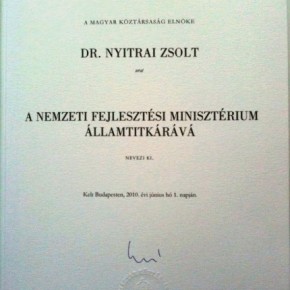 A MAGYAR KÖZTÁRSASÁG ELNÖKE
DR. NYITRAI ZSOLT
urat
A NEMZETI FEJLESZTÉSI MINISZTÉRIUM
ÁLLAMTITKÁRÁVÁ
NEVEZI KI.
Kelt Budapesten, 2010. évi június hó 1. napján.